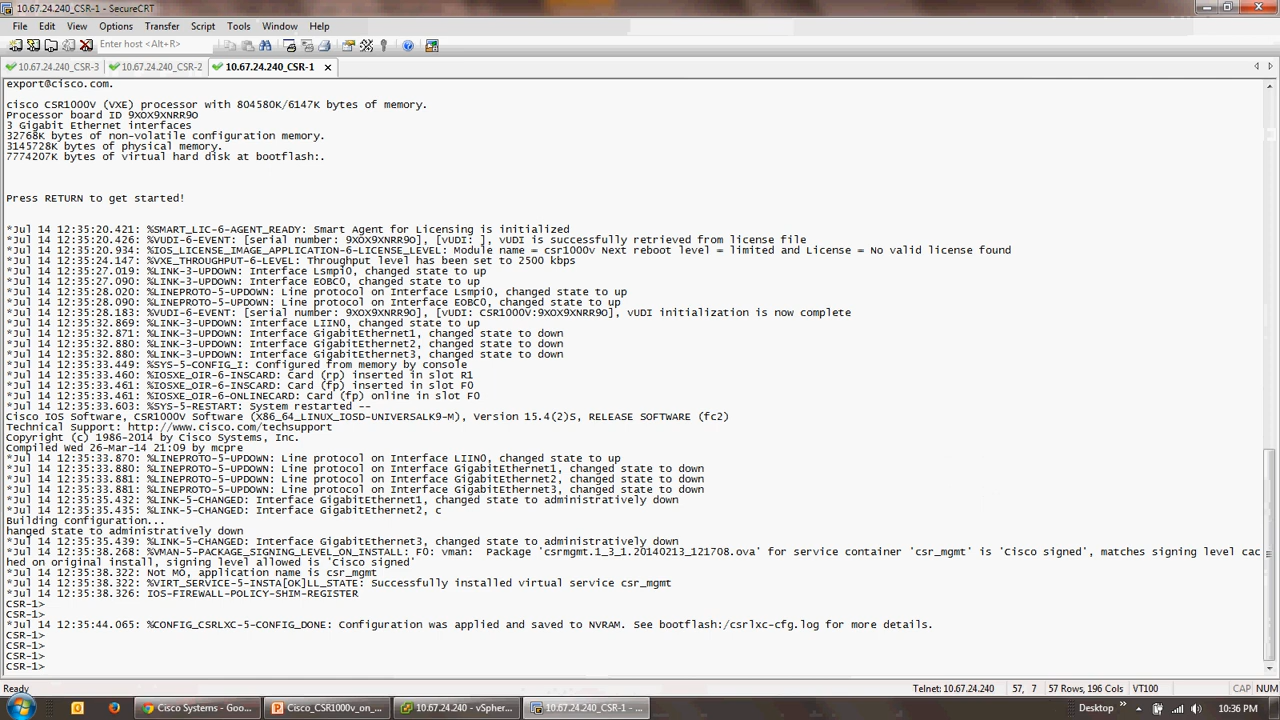 10.67.24.240_CSR-1 - SecureCRT
File Edit View Options Transfer Script Tools Window Help
Enter host <Alt+R>
10.67.24.240_CSR-3 10.67.24.240_CSR-2 10.67.24.240_CSR-1
export@cisco.com.
cisco CSR1000V (VXE) processor with 804580K/6147K bytes of memory.
Processor board ID 9XOX9XNRR9O
3 Gigabit Ethernet interfaces
32768K bytes of non-volatile configuration memory.
3145728K bytes of physical memory.
7774207K bytes of virtual hard disk at bootflash:.
Press RETURN to get started!
*Jul 14 12:35:20.421: %SMART_LIC-6-AGENT_READY: Smart Agent for Licensing is initialized
*Jul 14 12:35:20.426: %VUDI-6-EVENT: [serial number: 9XOX9XNRR9O], [vUDI: ], vUDI is successfully retrieved from license file
*Jul 14 12:35:20.934: %IOS_LICENSE_IMAGE_APPLICATION-6-LICENSE_LEVEL: Module name = csr1000v Next reboot level = limited and License = No valid license found
*Jul 14 12:35:24.147: %VXE_THROUGHPUT-6-LEVEL: Throughput level has been set to 2500 kbps
*Jul 14 12:35:27.019: %LINK-3-UPDOWN: Interface Lsmpi0, changed state to up
*Jul 14 12:35:27.090: %LINK-3-UPDOWN: Interface EOBC0, changed state to up
*Jul 14 12:35:28.020: %LINEPROTO-5-UPDOWN: Line protocol on Interface Lsmpi0, changed state to up
*Jul 14 12:35:28.090: %LINEPROTO-5-UPDOWN: Line protocol on Interface EOBC0, changed state to up
*Jul 14 12:35:28.183: %VUDI-6-EVENT: [serial number: 9XOX9XNRR9O], [vUDI: CSR1000V:9XOX9XNRR9O], vUDI initialization is now complete
*Jul 14 12:35:32.869: %LINK-3-UPDOWN: Interface LIIN0, changed state to up
*Jul 14 12:35:32.871: %LINK-3-UPDOWN: Interface GigabitEthernet1, changed state to down
*Jul 14 12:35:32.880: %LINK-3-UPDOWN: Interface GigabitEthernet2, changed state to down
*Jul 14 12:35:32.880: %LINK-3-UPDOWN: Interface GigabitEthernet3, changed state to down
*Jul 14 12:35:33.449: %SYS-5-CONFIG_I: Configured from memory by console
*Jul 14 12:35:33.460: %IOSXE_OIR-6-INSCARD: Card (rp) inserted in slot R1
*Jul 14 12:35:33.461: %IOSXE_OIR-6-INSCARD: Card (fp) inserted in slot F0
*Jul 14 12:35:33.461: %IOSXE_OIR-6-ONLINECARD: Card (fp) online in slot F0
*Jul 14 12:35:33.603: %SYS-5-RESTART: System restarted --
Cisco IOS Software, CSR1000V Software (X86_64_LINUX_IOSD-UNIVERSALK9-M), Version 15.4(2)S, RELEASE SOFTWARE (fc2)
Technical Support: http://www.cisco.com/techsupport
Copyright (c) 1986-2014 by Cisco Systems, Inc.
Compiled Wed 26-Mar-14 21:09 by mcpre
*Jul 14 12:35:33.870: %LINEPROTO-5-UPDOWN: Line protocol on Interface LIIN0, changed state to up
*Jul 14 12:35:33.880: %LINEPROTO-5-UPDOWN: Line protocol on Interface GigabitEthernet1, changed state to down
*Jul 14 12:35:33.881: %LINEPROTO-5-UPDOWN: Line protocol on Interface GigabitEthernet2, changed state to down
*Jul 14 12:35:33.881: %LINEPROTO-5-UPDOWN: Line protocol on Interface GigabitEthernet3, changed state to down
*Jul 14 12:35:35.432: %LINK-5-CHANGED: Interface GigabitEthernet1, changed state to administratively down
*Jul 14 12:35:35.435: %LINK-5-CHANGED: Interface GigabitEthernet2, c
Building configuration...
hanged state to administratively down
*Jul 14 12:35:35.439: %LINK-5-CHANGED: Interface GigabitEthernet3, changed state to administratively down
*Jul 14 12:35:38.268: %VMAN-5-PACKAGE_SIGNING_LEVEL_ON_INSTALL: F0: vman:  Package 'csrmgmt.1_3_1.20140213_121708.ova' for service container 'csr_mgmt' is 'Cisco signed', matches signing level cac
hed on original install, signing level allowed is 'Cisco signed'
*Jul 14 12:35:38.322: Not MO, application name is csr_mgmt
*Jul 14 12:35:38.322: %VIRT_SERVICE-5-INSTA[OK]LL_STATE: Successfully installed virtual service csr_mgmt
*Jul 14 12:35:38.326: IOS-FIREWALL-POLICY-SHIM-REGISTER
CSR-1>
CSR-1>
*Jul 14 12:35:44.065: %CONFIG_CSRLXC-5-CONFIG_DONE: Configuration was applied and saved to NVRAM. See bootflash:/csrlxc-cfg.log for more details.
CSR-1>
CSR-1>
CSR-1>
CSR-1>
Ready Telnet: 10.67.24.240 57, 7 57 Rows, 196 Cols VT100 CAP NUM
Cisco Systems - Goo... Cisco_CSR1000v_on_... 10.67.24.240 - vSphe... 10.67.24.240_CSR-1 - ... Desktop 10:36 PM